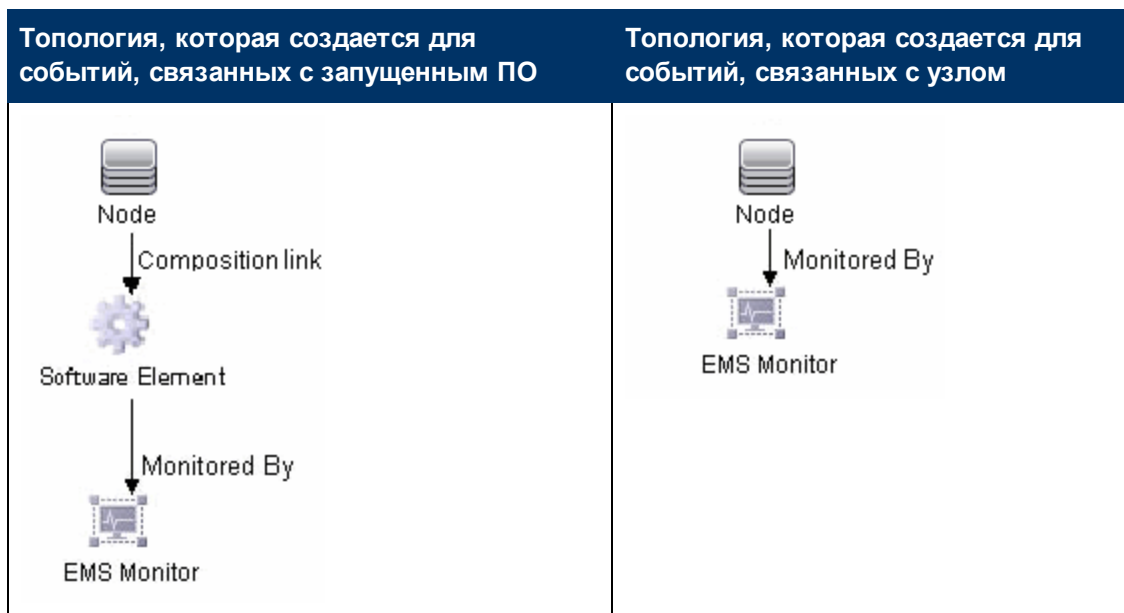 Топология, которая создается для
событий, связанных с запущенным ПО
Топология, которая создается для
событий, связанных с узлом
Node
Composition link
Software Element
Monitored By
EMS Monitor
Node
Monitored By
EMS Monitor